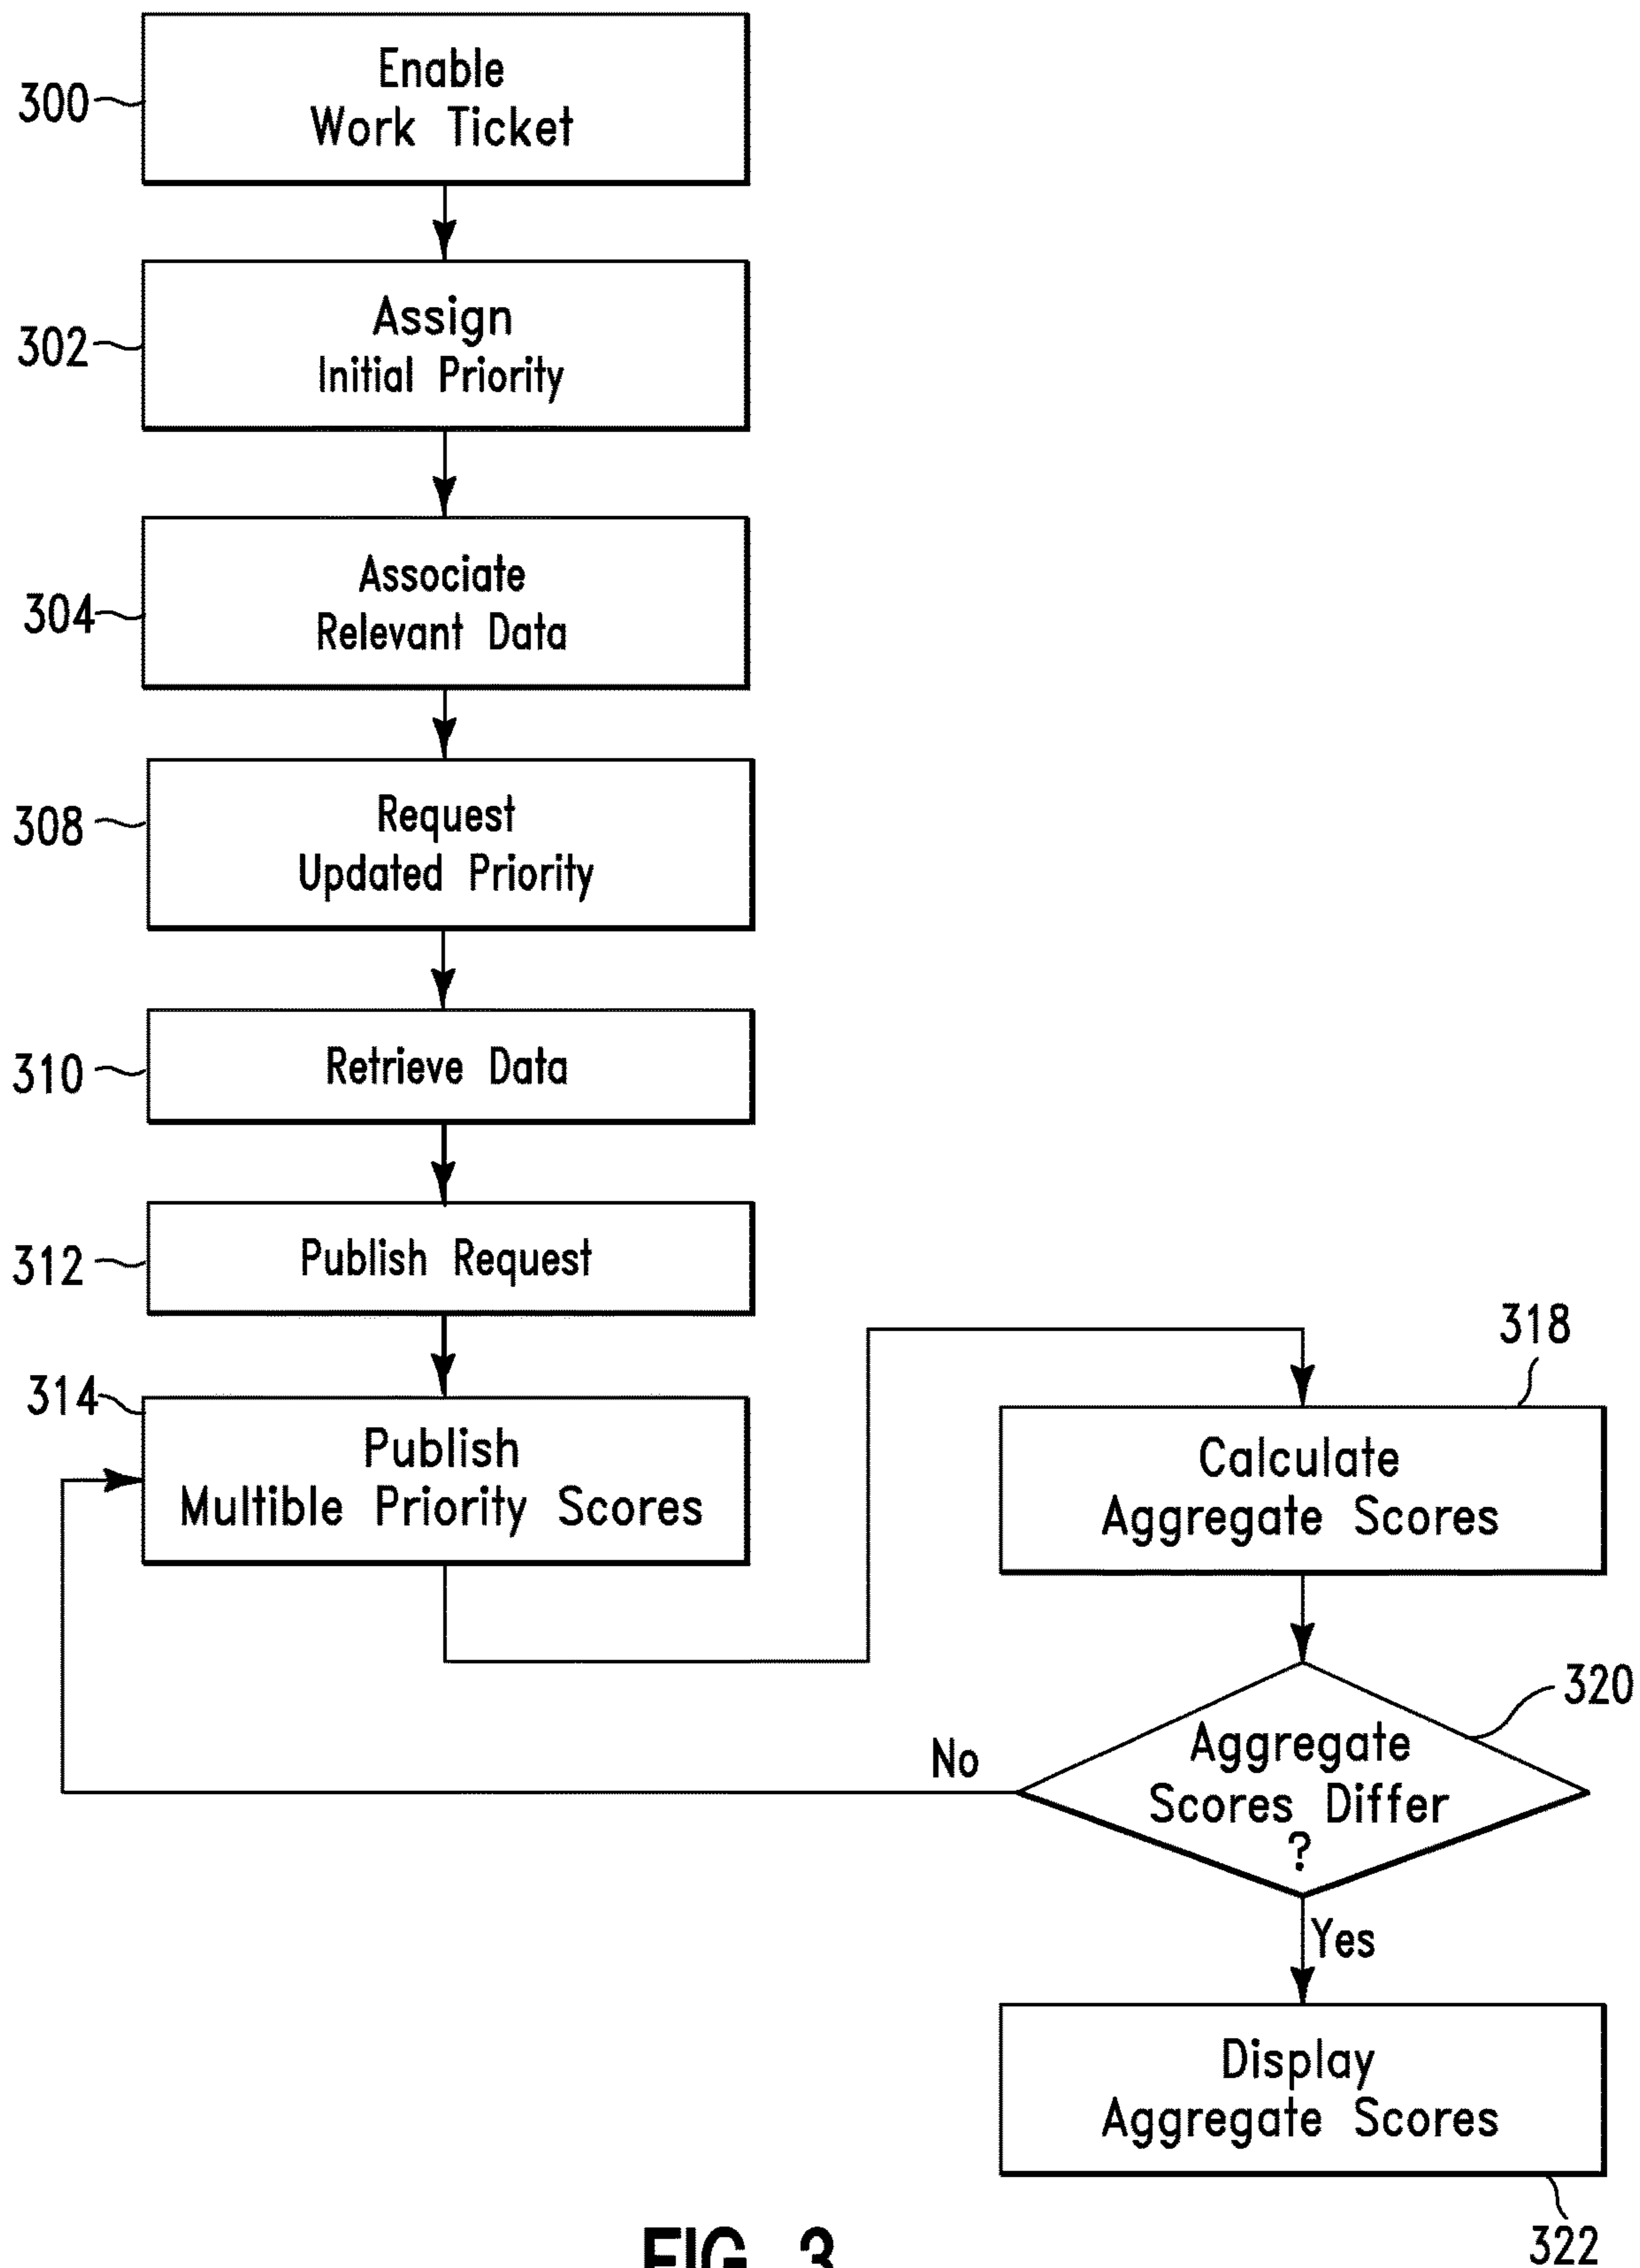 300
Enable
Work Ticket
302
Assign
Initial Priority
304
Associate
Relevant Data
308
Request
Updated Priority
310
Retrieve Data
312
Publish Request
314
Publish
Multible Priority Scores
318
Calculate
Aggregate Scores
320
Aggregate
Scores Differ
?
No
Yes
Display
Aggregate Scores
322
FIG. 3